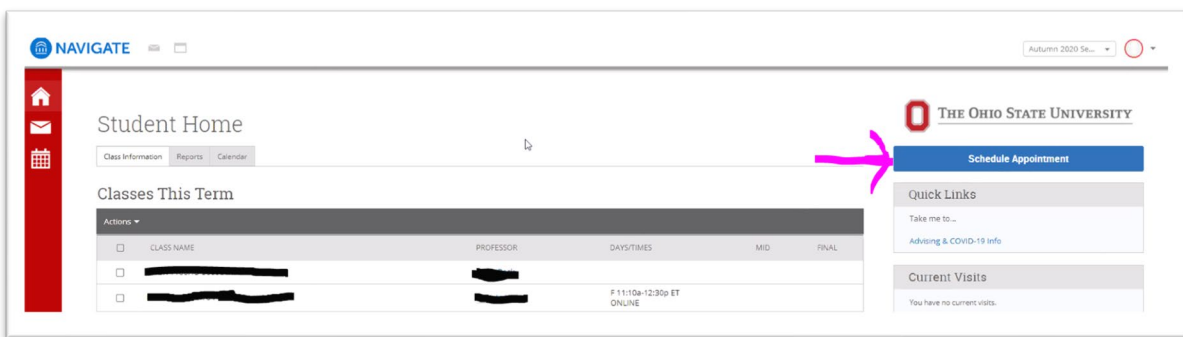 NAVIGATE
Autumn 2020 Se...
Student Home
Class Information Reports Calendar
Classes This Term
Actions
CLASS NAME PROFESSOR DAYS/TIMES MID FINAL
F 11:10a-12:30p ET
ONLINE
THE OHIO STATE UNIVERSITY
Schedule Appointment
Quick Links
Take me to...
Advising & COVID-19 Info
Current Visits
You have no current visits.